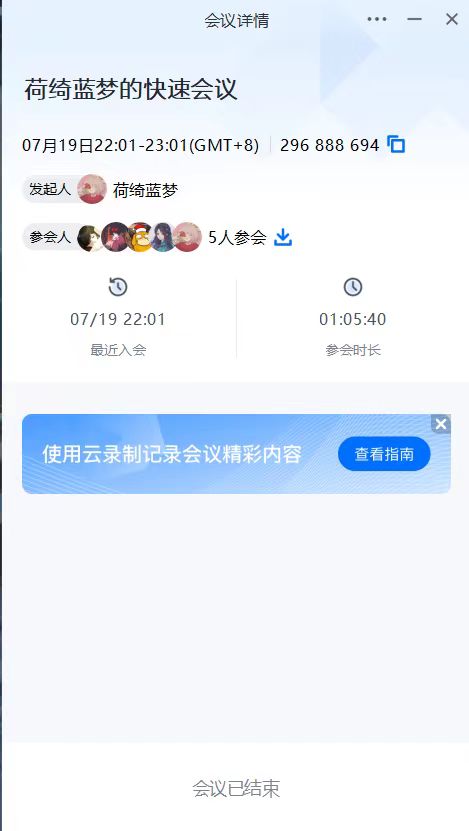 会议详情
荷绮蓝梦的快速会议
07月19日22:01-23:01(GMT+8) 296 888 694
发起人 荷绮蓝梦
参会人 5人参会
07/19 22:01 01:05:40
最近入会 参会时长
使用云录制记录会议精彩内容 查看指南
会议已结束